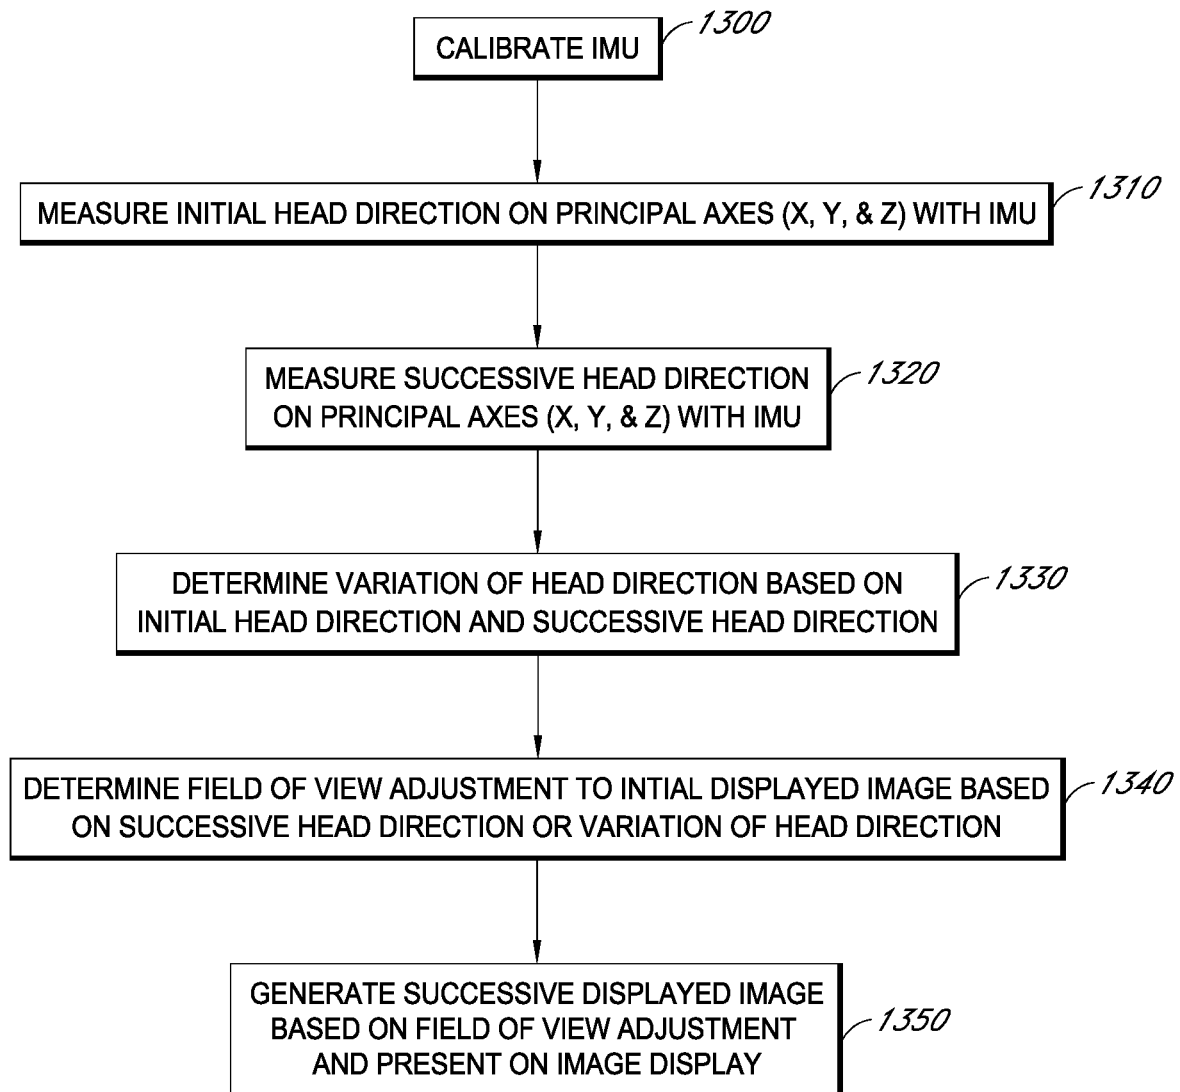 CALIBRATE IMU
1300
MEASURE INITIAL HEAD DIRECTION ON PRINCIPAL AXES (X, Y, & Z) WITH IMU
1310
MEASURE SUCCESSIVE HEAD DIRECTION
ON PRINCIPAL AXES (X, Y, & Z) WITH IMU
1320
DETERMINE VARIATION OF HEAD DIRECTION BASED ON
INITIAL HEAD DIRECTION AND SUCCESSIVE HEAD DIRECTION
1330
DETERMINE FIELD OF VIEW ADJUSTMENT TO INTIAL DISPLAYED IMAGE BASED
ON SUCCESSIVE HEAD DIRECTION OR VARIATION OF HEAD DIRECTION
1340
GENERATE SUCCESSIVE DISPLAYED IMAGE
BASED ON FIELD OF VIEW ADJUSTMENT
AND PRESENT ON IMAGE DISPLAY
1350